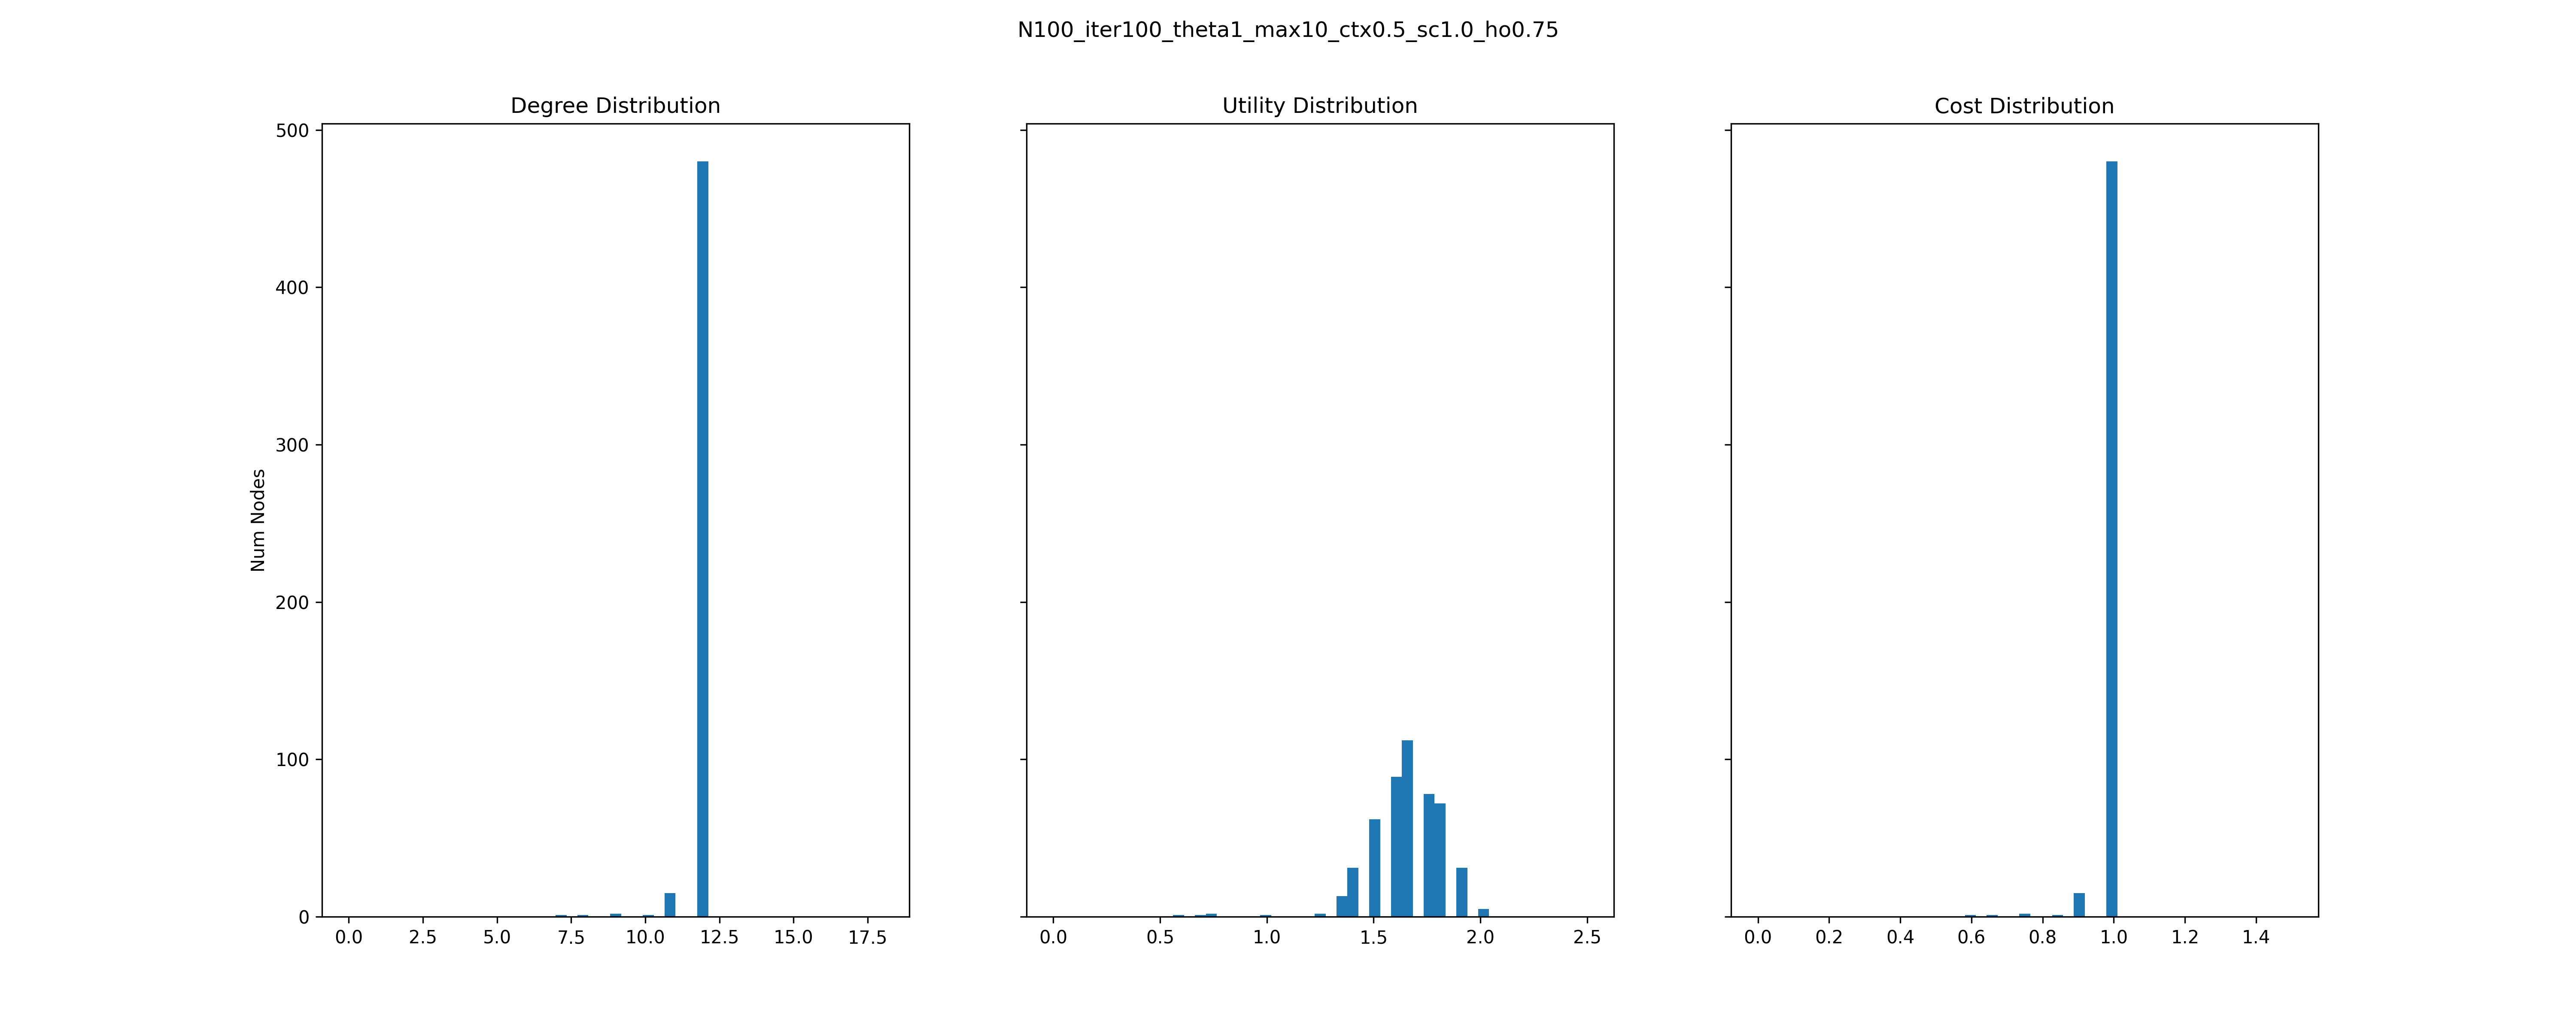 N100_iter100_theta1_max10_ctx0.5_sc1.0_ho0.75
Degree Distribution
Utility Distribution
Cost Distribution
Num Nodes
500
400
300
200
100
0
0.0 2.5 5.0 7.5 10.0 12.5 15.0 17.5
0.0 0.5 1.0 1.5 2.0 2.5
0.0 0.2 0.4 0.6 0.8 1.0 1.2 1.4